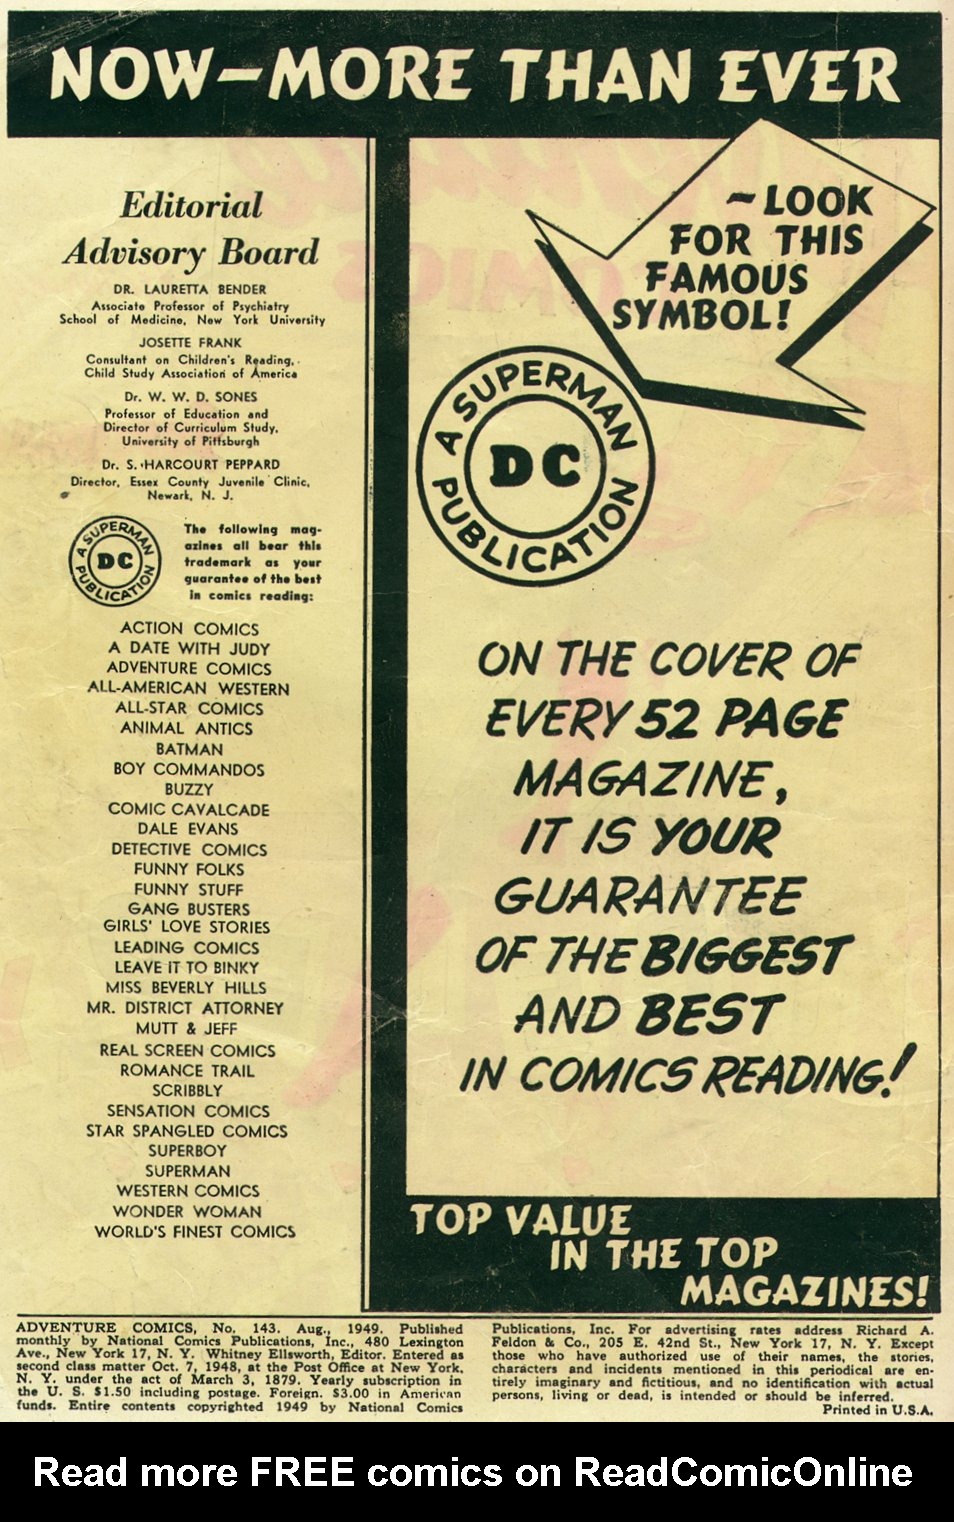 NOW—MORE THAN EVER
Editorial
Advisory Board
DR. LAURETTA BENDER
Associate Professor of Psychiatry
School of Medicine, New York University
JOSETTE FRANK
Consultant on Children's Reading,
Child Study Association of America
Dr. W. W. D. SONES
Professor of Education and
Director of Curriculum Study,
University of Pittsburgh
Dr. S. HARCOURT PEPPARD
Director, Essex County Juvenile Clinic,
Newark, N. J.
A SUPERMAN
DC
PUBLICATION
The following mag-
azines all bear this
trademark as your
guarantee of the best
in comics reading:
ACTION COMICS
A DATE WITH JUDY
ADVENTURE COMICS
ALL-AMERICAN WESTERN
ALL-STAR COMICS
ANIMAL ANTICS
BATMAN
BOY COMMANDOS
BUZZY
COMIC CAVALCADE
DALE EVANS
DETECTIVE COMICS
FUNNY FOLKS
FUNNY STUFF
GANG BUSTERS
GIRLS' LOVE STORIES
LEADING COMICS
LEAVE IT TO BINKY
MISS BEVERLY HILLS
MR. DISTRICT ATTORNEY
MUTT & JEFF
REAL SCREEN COMICS
ROMANCE TRAIL
SCRIBBLY
SENSATION COMICS
STAR SPANGLED COMICS
SUPERBOY
SUPERMAN
WESTERN COMICS
WONDER WOMAN
WORLD'S FINEST COMICS
~LOOK
FOR THIS
FAMOUS
SYMBOL!
A SUPERMAN
DC
PUBLICATION
ON THE COVER OF
EVERY 52 PAGE
MAGAZINE,
IT IS YOUR
GUARANTEE
OF THE BIGGEST
AND BEST
IN COMICS READING!
TOP VALUE
IN THE TOP
MAGAZINES!
ADVENTURE COMICS, No. 143. Aug., 1949. Published
monthly by National Comics Publications, Inc., 480 Lexington
Ave., New York 17, N. Y. Whitney Ellsworth, Editor. Entered as
second class matter Oct. 7, 1948, at the Post Office at New York,
N. Y. under the act of March 3, 1879. Yearly subscription in
the U. S. $1.50 including postage. Foreign. $3.00 in American
funds. Entire contents copyrighted 1949 by National Comics
Publications, Inc. For advertising rates address Richard A.
Feldon & Co., 205 E. 42nd St., New York 17, N. Y. Except
those who have authorized use of their names, the stories,
characters and incidents mentioned in this periodical are en-
tirely imaginary and fictitious, and no identification with actual
persons, living or dead, is intended or should be inferred.
Printed in U.S.A.
Read more FREE comics on ReadComicOnline